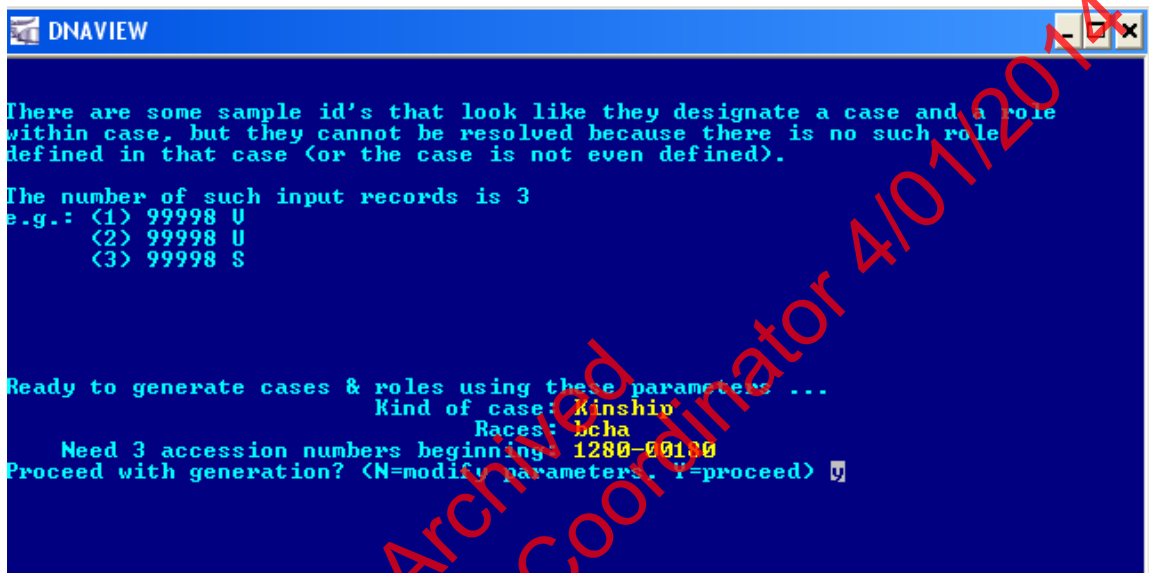 DNAVIEW
There are some sample id's that look like they designate a case and a role
within case, but they cannot be resolved because there is no such role
defined in that case (or the case is not even defined).
The number of such input records is 3
e.g.: (1) 99998 V
(2) 99998 U
(3) 99998 S
Ready to generate cases & roles using these parameters ...
Kind of case: Kinship
Races: bcha
Need 3 accession numbers beginning: 1280-00180
Proceed with generation? (N=modify parameters, Y=proceed) y
Archived
Coordinator 4/01/2014